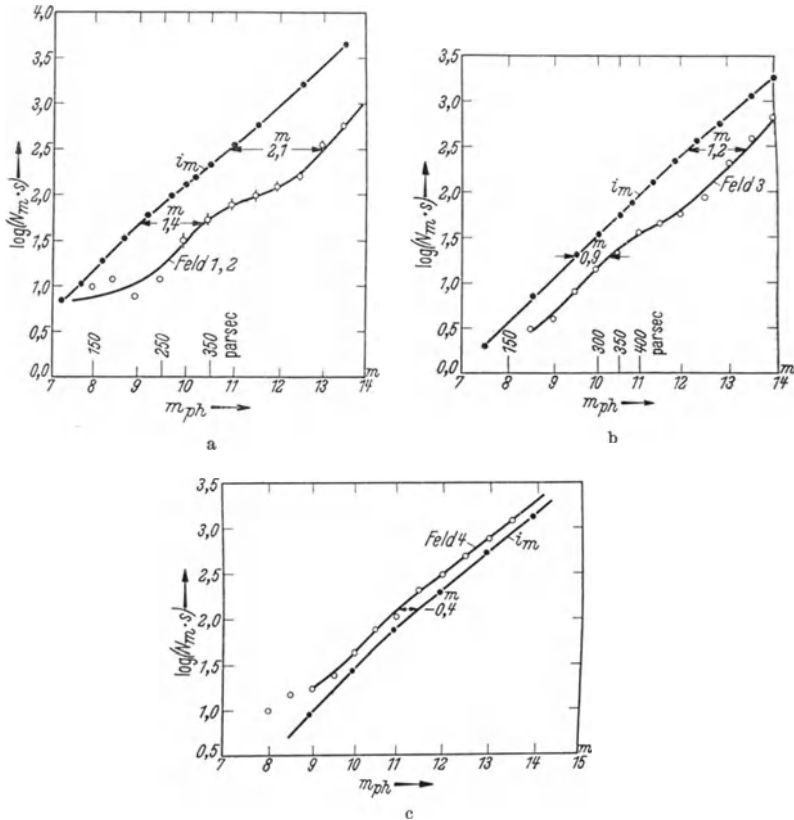 4,0
3,5
3,0
2,5
2,0
1,5
1,0
0,5
0,0
log(N_m·s)
i_m
m
2,1
m
1,4
Feld 1,2
150
250
350
parsec
7 8 9 10 11 12 13 14
m
m_ph
a
3,5
3,0
2,5
2,0
1,5
1,0
0,5
0,0
log(N_m·s)
i_m
m
1,2
m
0,9
Feld 3
150
300
350
400
parsec
7 8 9 10 11 12 13 14
m
m_ph
b
3,5
3,0
2,5
2,0
1,5
1,0
0,5
log(N_m·s)
Feld 4
i_m
m
-0,4
7 8 9 10 11 12 13 14 15
m
m_ph
c